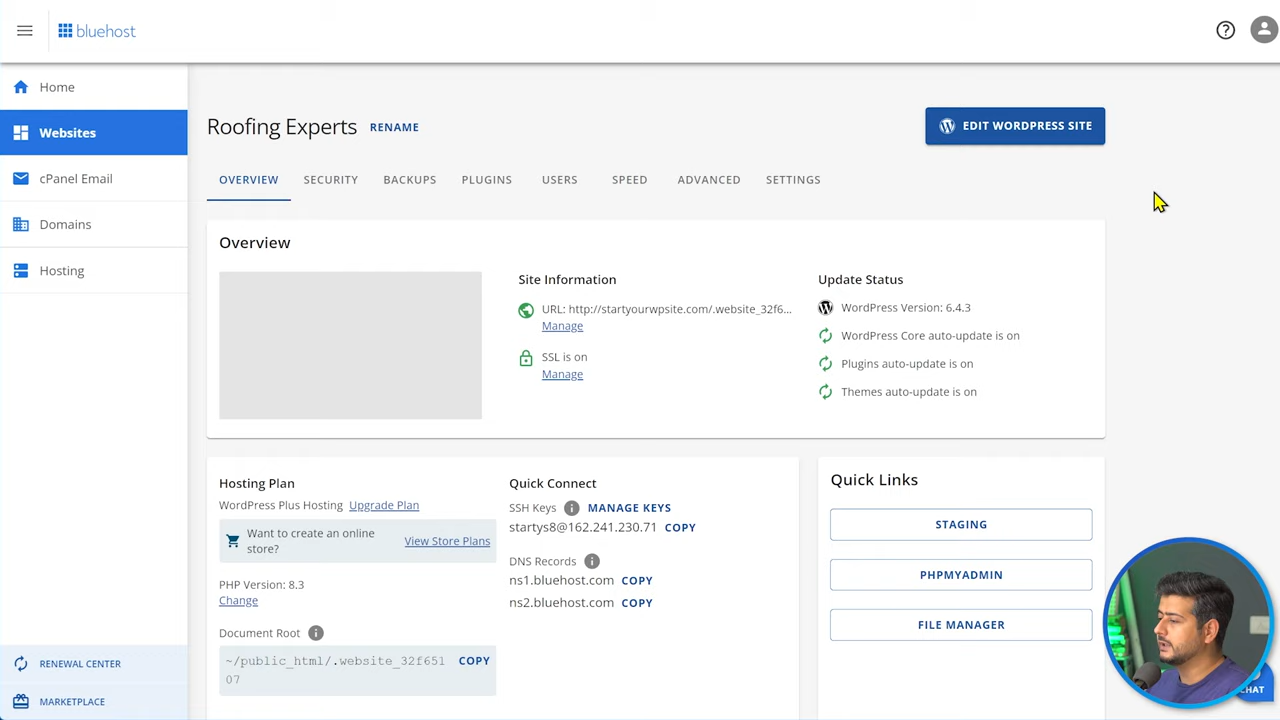 bluehost
Home
Websites
cPanel Email
Domains
Hosting
RENEWAL CENTER
MARKETPLACE
Roofing Experts RENAME
EDIT WORDPRESS SITE
OVERVIEW SECURITY BACKUPS PLUGINS USERS SPEED ADVANCED SETTINGS
Overview
Site Information
URL: http://startyourwpsite.com/.website_32f6...
Manage
SSL is on
Manage
Update Status
WordPress Version: 6.4.3
WordPress Core auto-update is on
Plugins auto-update is on
Themes auto-update is on
Hosting Plan
WordPress Plus Hosting Upgrade Plan
Want to create an online
store?
View Store Plans
PHP Version: 8.3
Change
Document Root
~/public_html/.website_32f651
07
COPY
Quick Connect
SSH Keys MANAGE KEYS
startys8@162.241.230.71 COPY
DNS Records
ns1.bluehost.com COPY
ns2.bluehost.com COPY
Quick Links
STAGING
PHPMYADMIN
FILE MANAGER